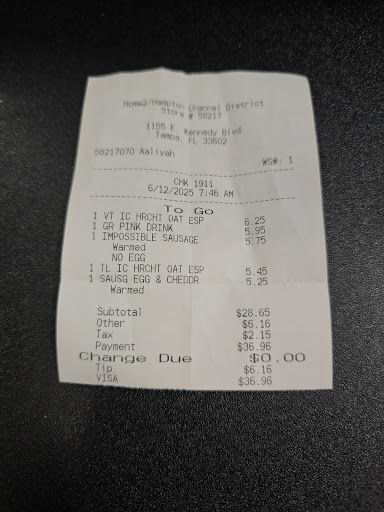 Home2/Hampton Channel District
Store # 58217
1155 E. Kennedy Blvd
Tampa, FL 33602
58217070 Aaliyah
WS#: 1
CHK 1911
6/12/2025 7:46 AM
To Go
1 VT IC HRCHT OAT ESP 6.25
1 GR PINK DRINK 5.95
1 IMPOSSIBLE SAUSAGE 5.75
Warmed
NO EGG
1 TL IC HRCHT OAT ESP 5.45
1 SAUSG EGG & CHEDDR 5.25
Warmed
Subtotal $28.65
Other $6.16
Tax $2.15
Payment $36.96
Change Due $0.00
Tip $6.16
VISA $36.96